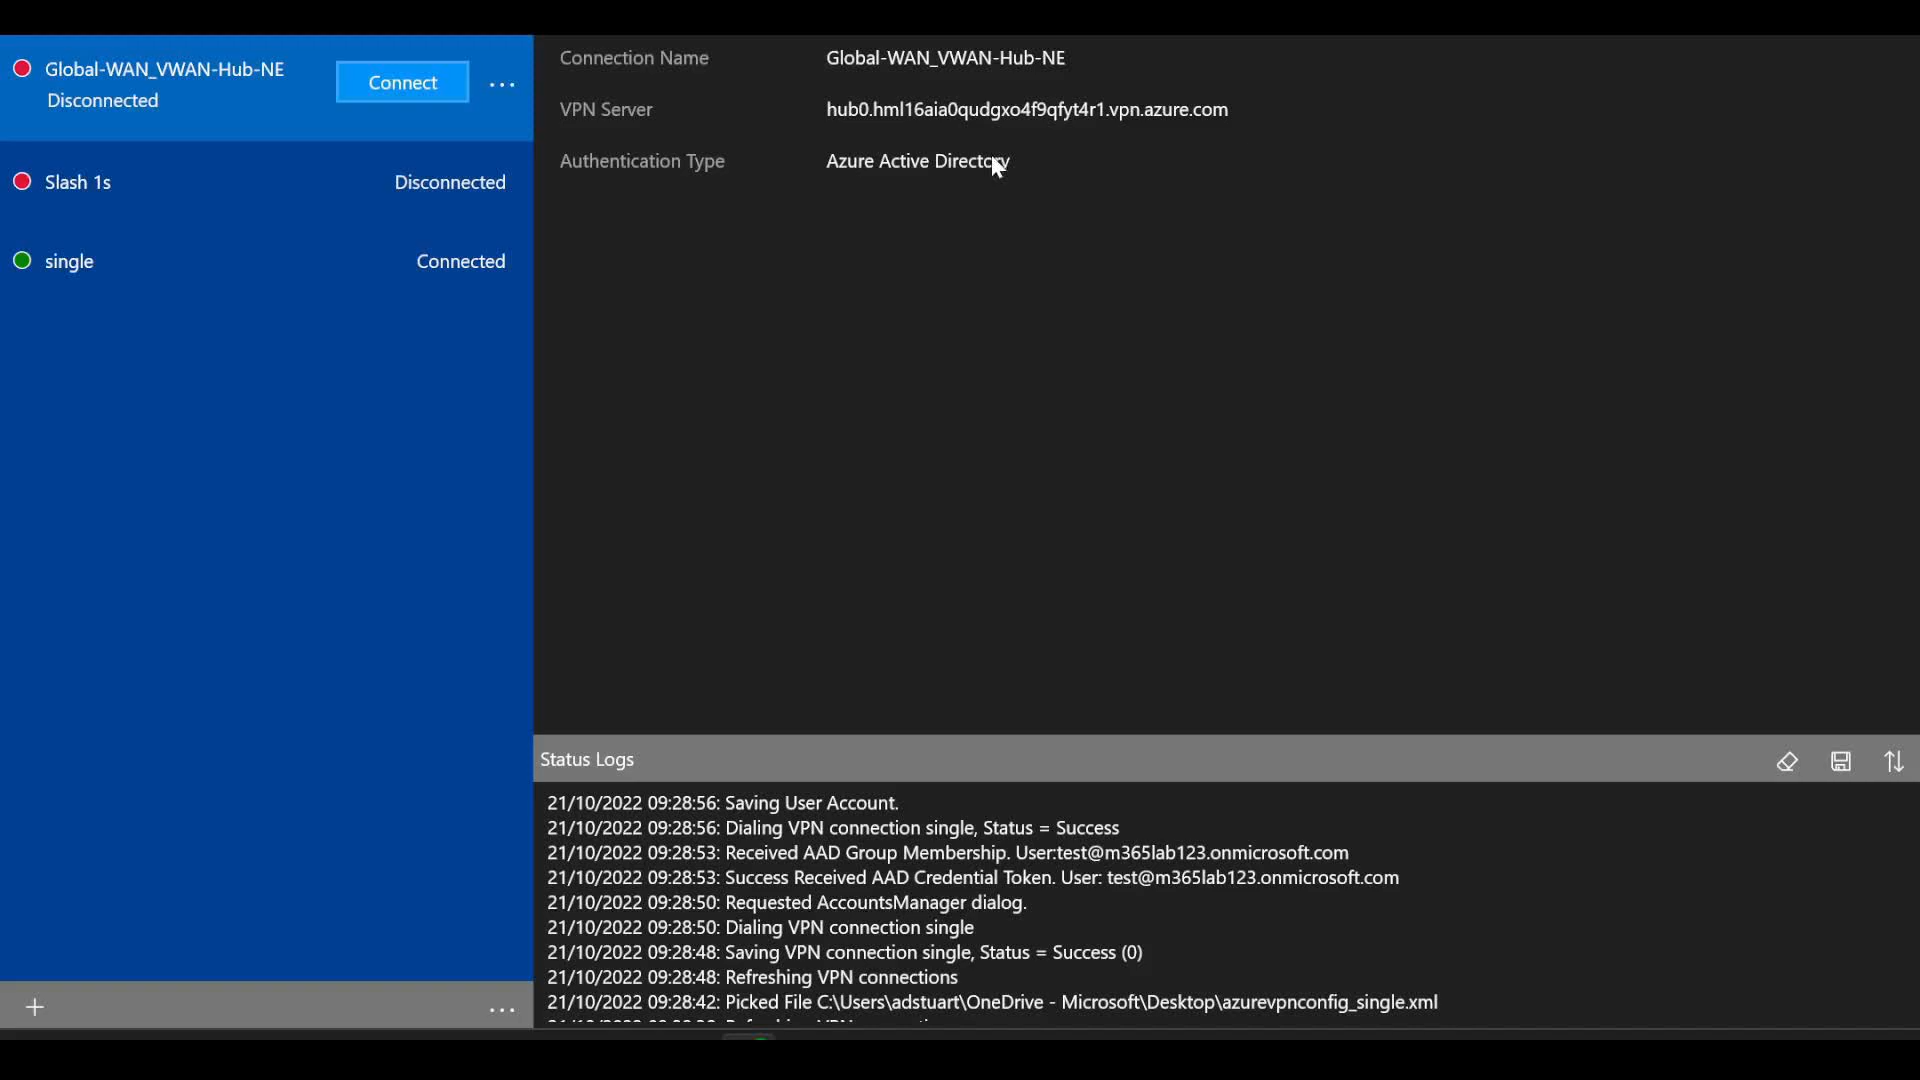 Global-WAN_VWAN-Hub-NE
Disconnected
Connect
Slash 1s
Disconnected
single
Connected
Connection Name
Global-WAN_VWAN-Hub-NE
VPN Server
hub0.hml16aia0qudgxo4f9qfyt4r1.vpn.azure.com
Authentication Type
Azure Active Directory
Status Logs
21/10/2022 09:28:56: Saving User Account.
21/10/2022 09:28:56: Dialing VPN connection single, Status = Success
21/10/2022 09:28:53: Received AAD Group Membership. User:test@m365lab123.onmicrosoft.com
21/10/2022 09:28:53: Success Received AAD Credential Token. User: test@m365lab123.onmicrosoft.com
21/10/2022 09:28:50: Requested AccountsManager dialog.
21/10/2022 09:28:50: Dialing VPN connection single
21/10/2022 09:28:48: Saving VPN connection single, Status = Success (0)
21/10/2022 09:28:48: Refreshing VPN connections
21/10/2022 09:28:42: Picked File C:\Users\adstuart\OneDrive - Microsoft\Desktop\azurevpnconfig_single.xml